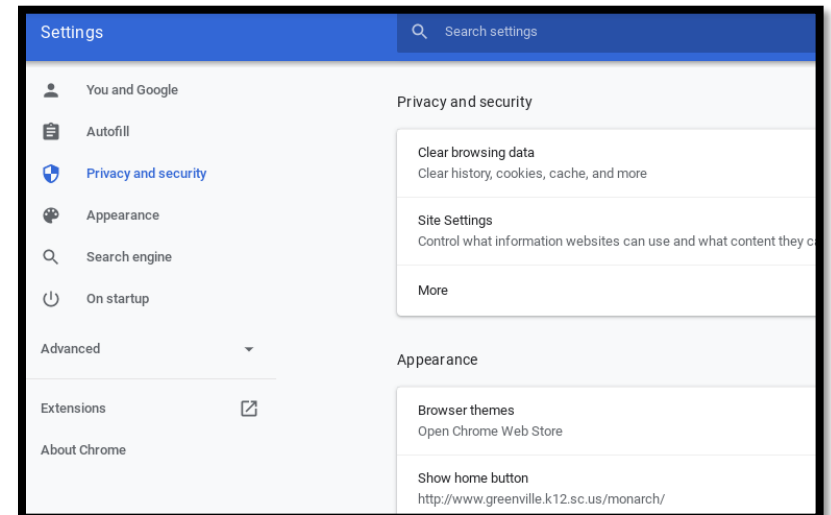 Settings
Search settings
You and Google
Autofill
Privacy and security
Appearance
Search engine
On startup
Advanced
Extensions
About Chrome
Privacy and security
Clear browsing data
Clear history, cookies, cache, and more
Site Settings
Control what information websites can use and what content they
More
Appearance
Browser themes
Open Chrome Web Store
Show home button
http://www.greenville.k12.sc.us/monarch/